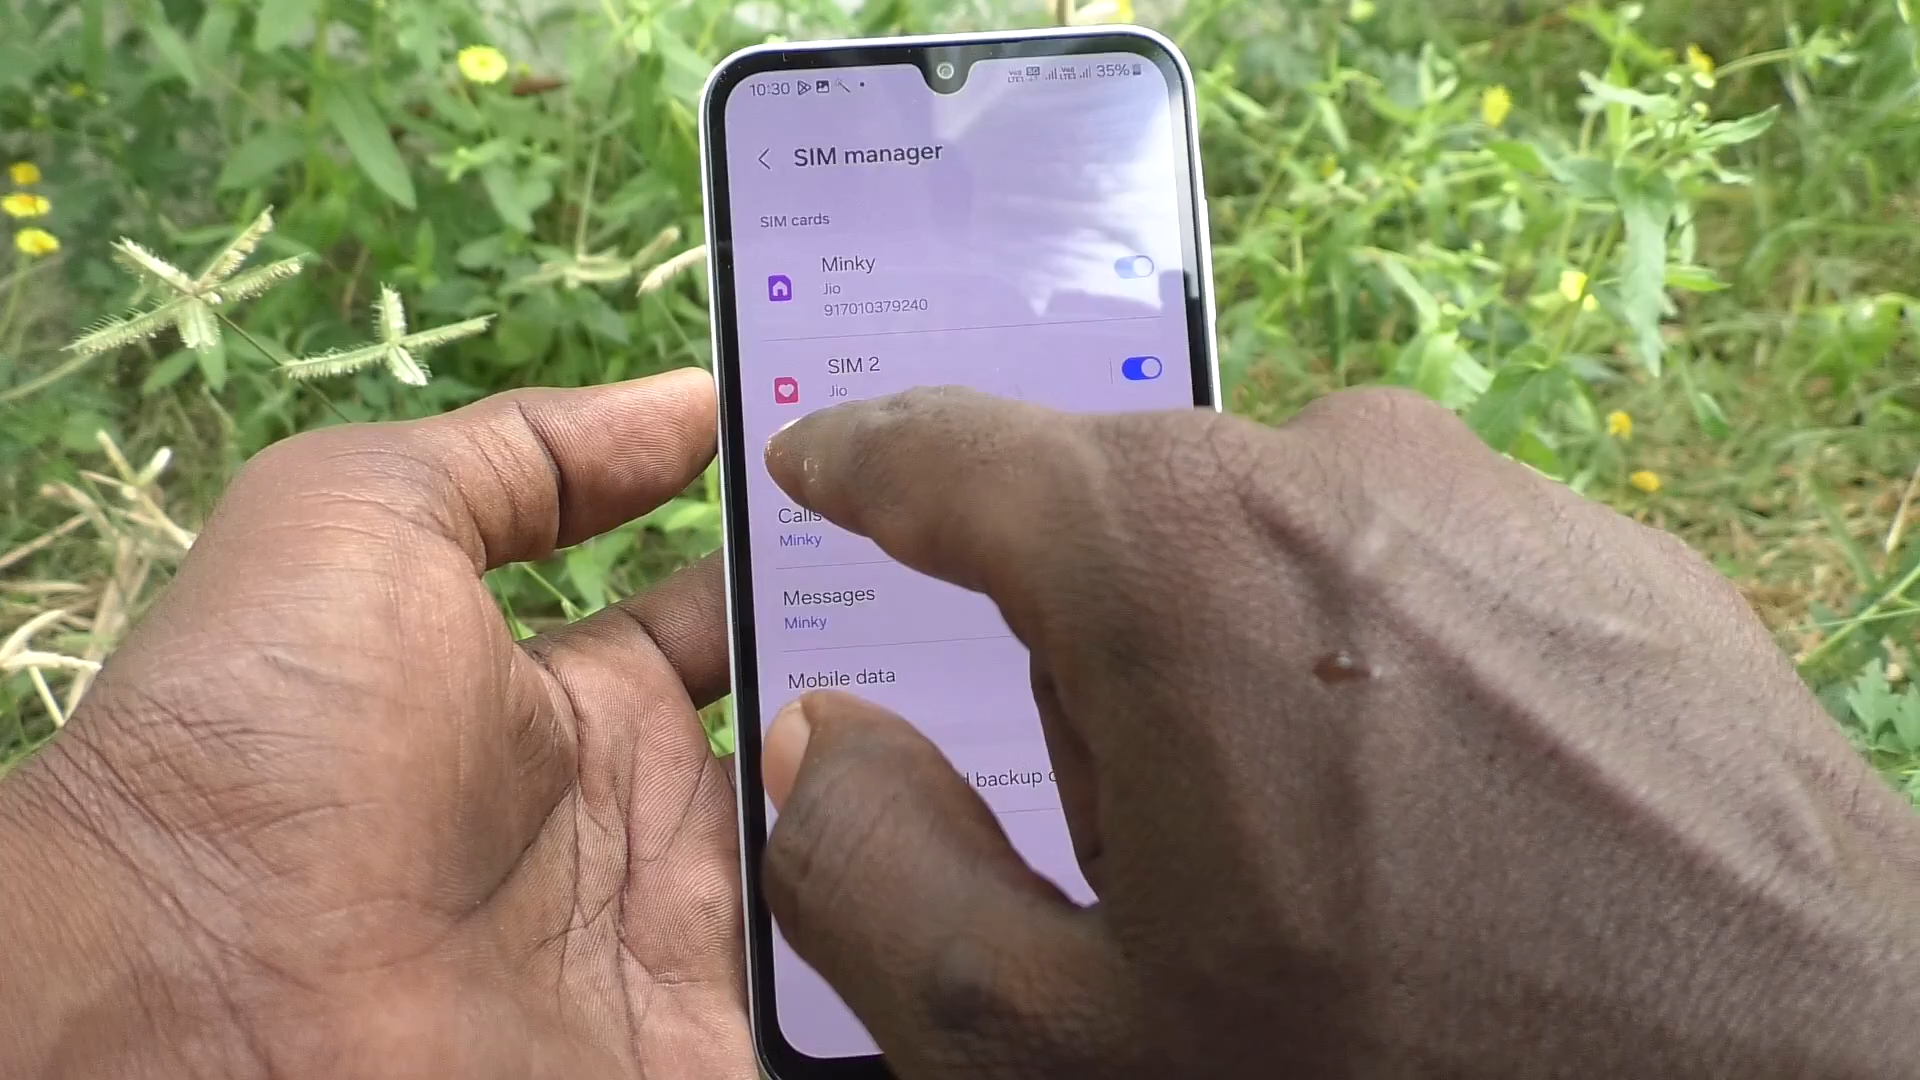 10:30 35%
SIM manager
SIM cards
Minky
Jio
917010379240
SIM 2
Jio
Calls
Minky
Messages
Minky
Mobile data
backup